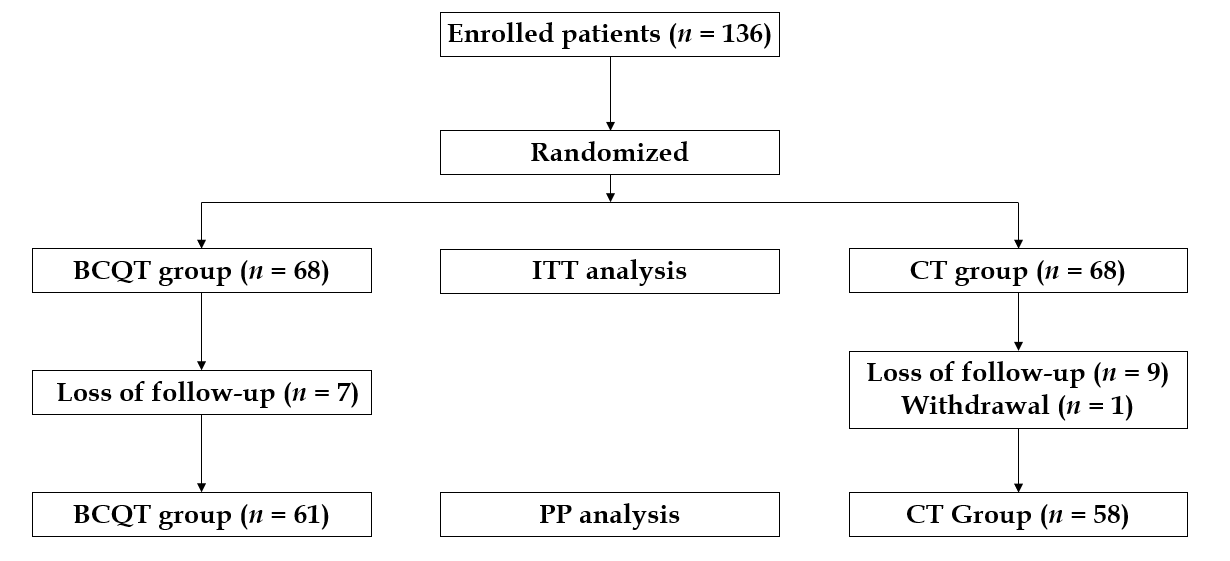 Enrolled patients (n = 136)
Randomized
BCQT group (n = 68)
ITT analysis
CT group (n = 68)
Loss of follow-up (n = 7)
Loss of follow-up (n = 9)
Withdrawal (n = 1)
BCQT group (n = 61)
PP analysis
CT Group (n = 58)